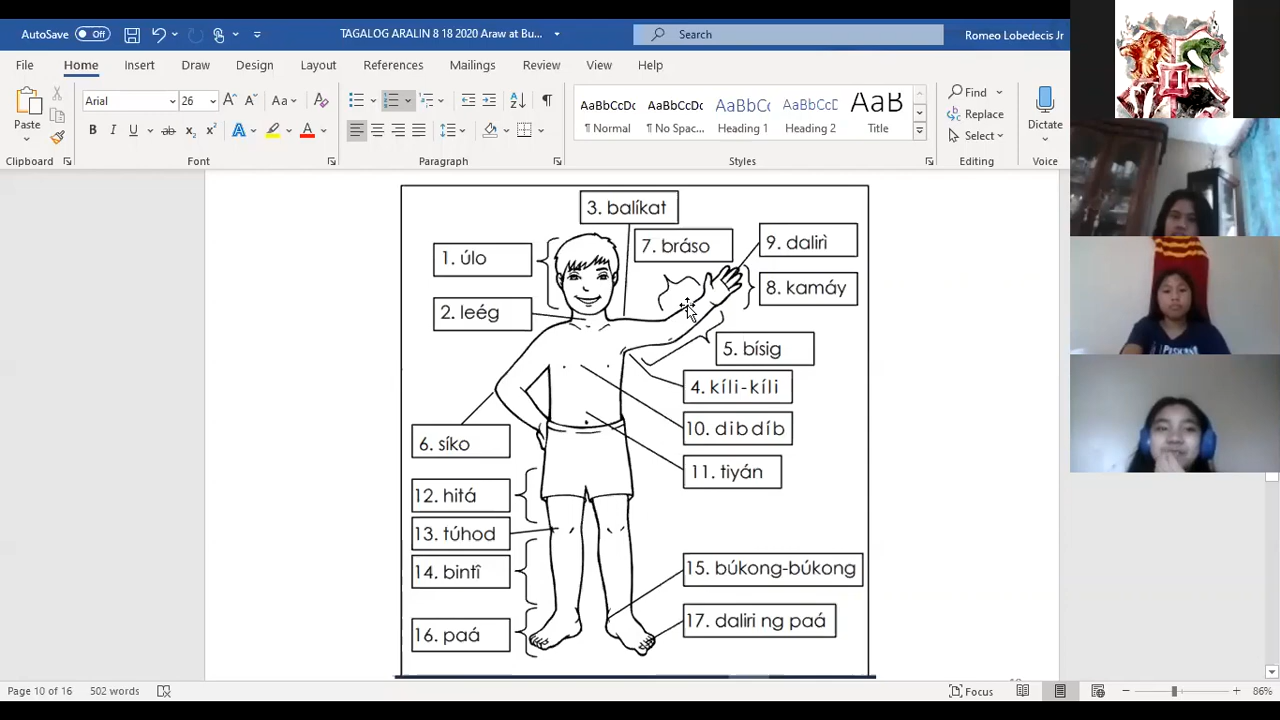 AutoSave Off TAGALOG ARALIN 8 18 2020 Araw at Bu... Search Romeo Lobedecis Jr
File Home Insert Draw Design Layout References Mailings Review View Help
Arial 26 Aa
Paste B I U ab x₂ x² A A
AaBbCcDc AaBbCcDc AaBbCc AaBbCcD AaB
¶ Normal ¶ No Spac... Heading 1 Heading 2 Title
Find
Replace
Select
Dictate
Clipboard Font Paragraph Styles Editing Voice
3. balíkat
7. bráso
9. dalirì
1. úlo
8. kamáy
2. leég
5. bísig
4. kíli-kíli
10. dibdíb
6. síko
11. tiyán
12. hitá
13. túhod
14. bintî
15. búkong-búkong
16. paá
17. daliri ng paá
Page 10 of 16 502 words Focus 86%